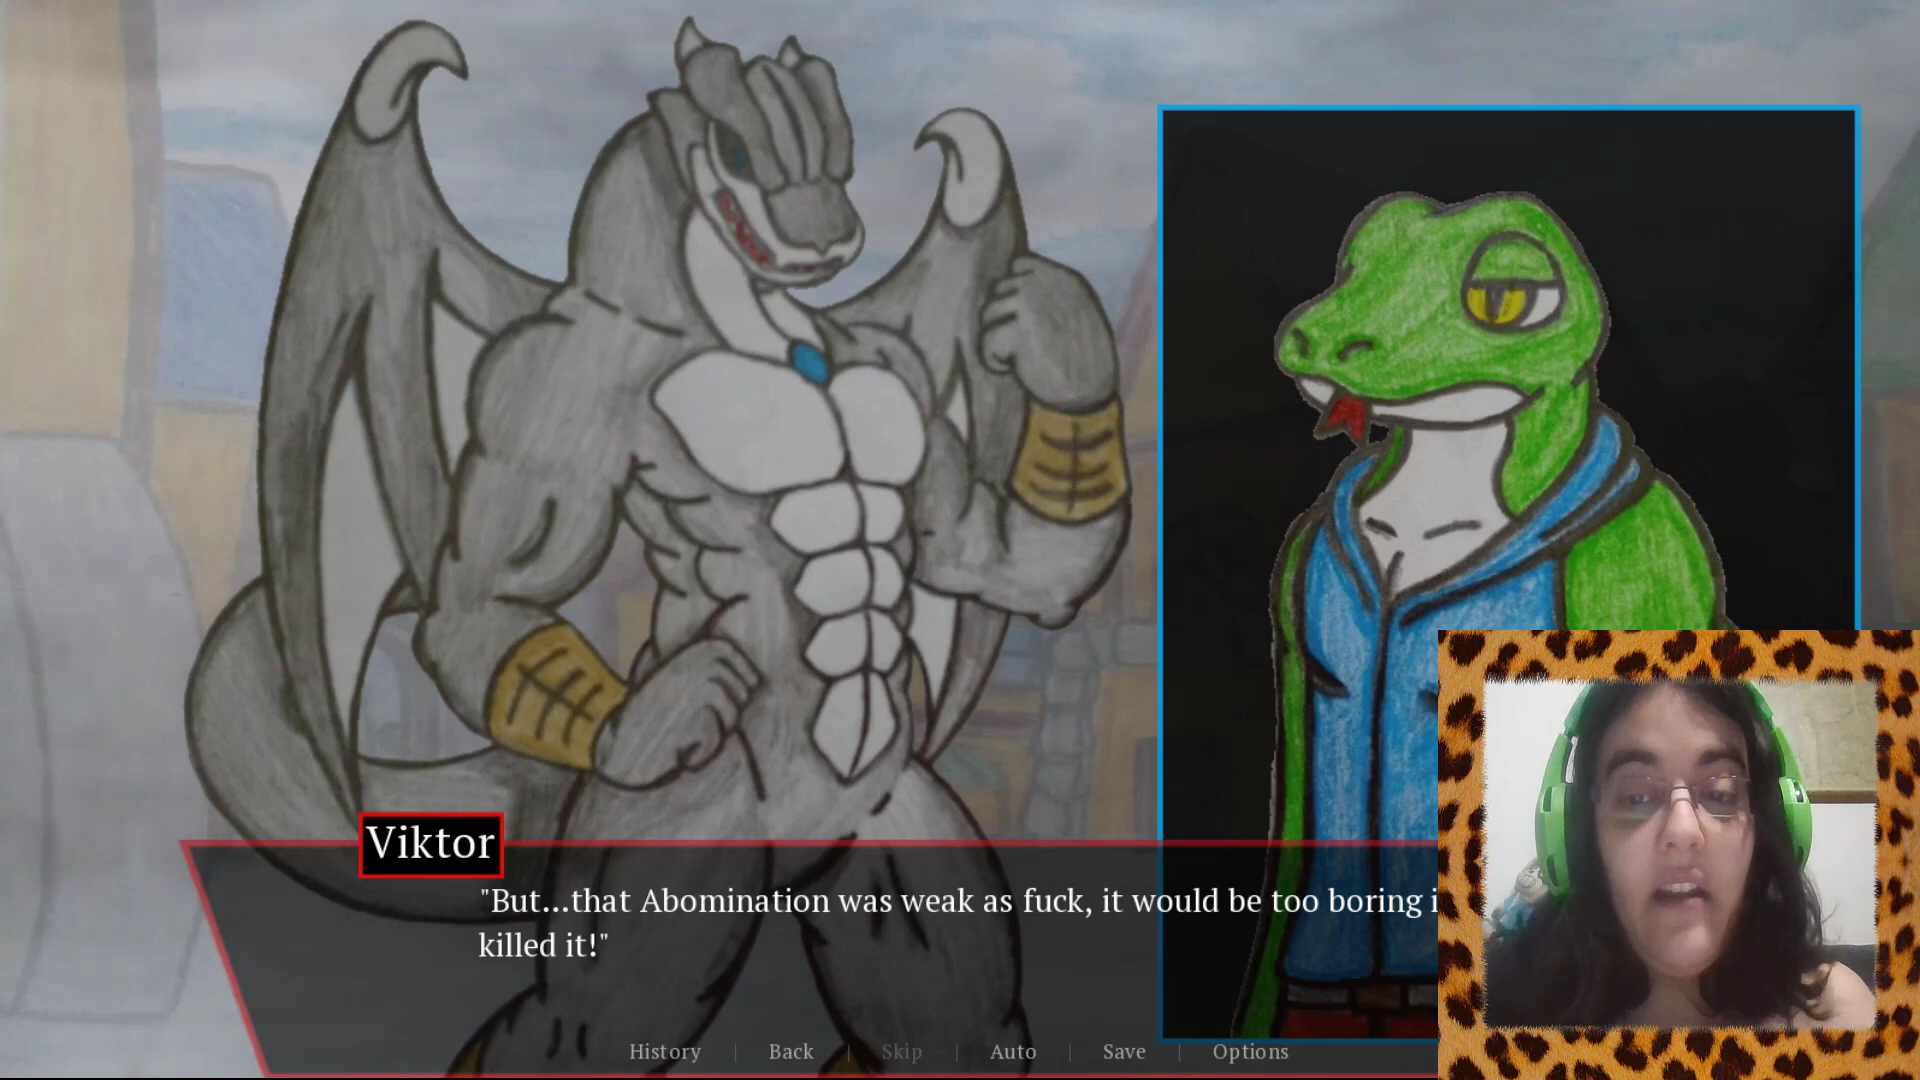 Viktor
"But...that Abomination was weak as fuck, it would be too boring
killed it!"
History | Back | Skip | Auto | Save | Options